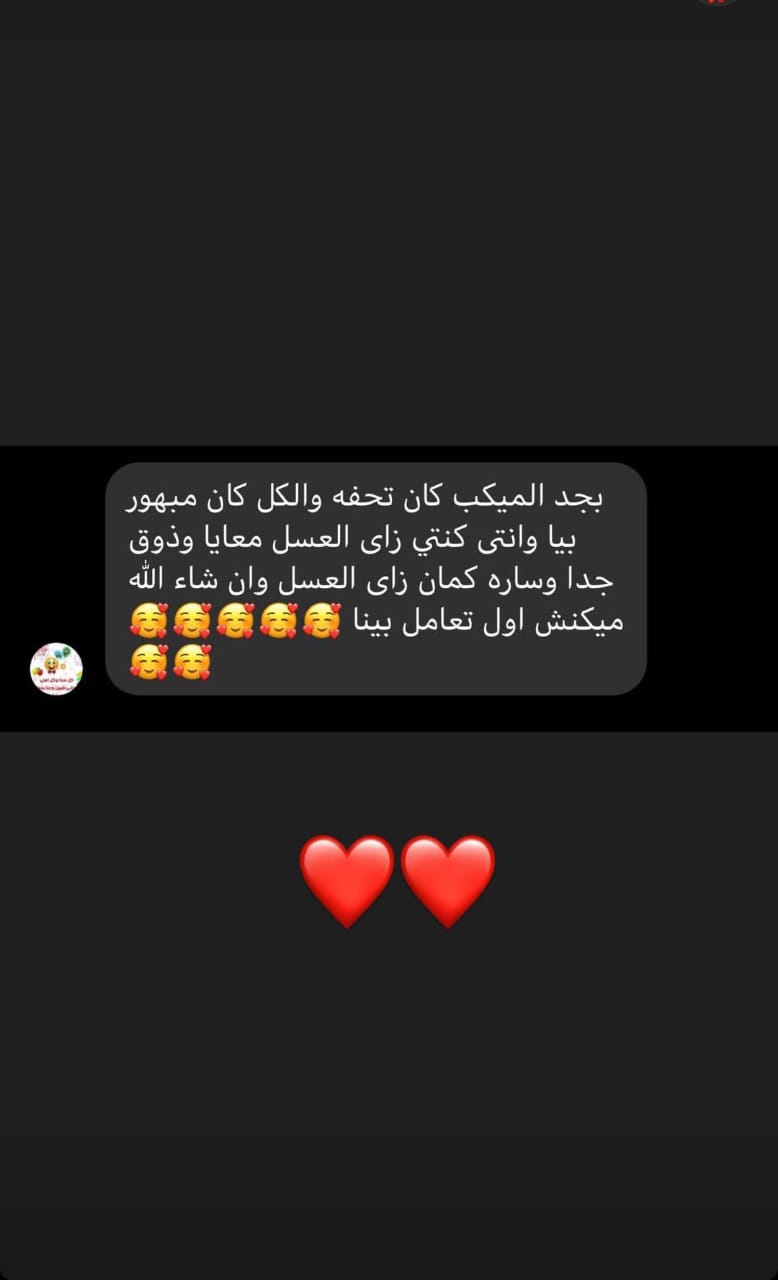 بجد الميكب كان تحفه والكل كان مبهور
بيا وانتى كنتي زاى العسل معايا وذوق
جدا وساره كمان زاى العسل وان شاء الله
ميكنش اول تعامل بينا 🥰🥰🥰🥰🥰
🥰🥰
❤️❤️